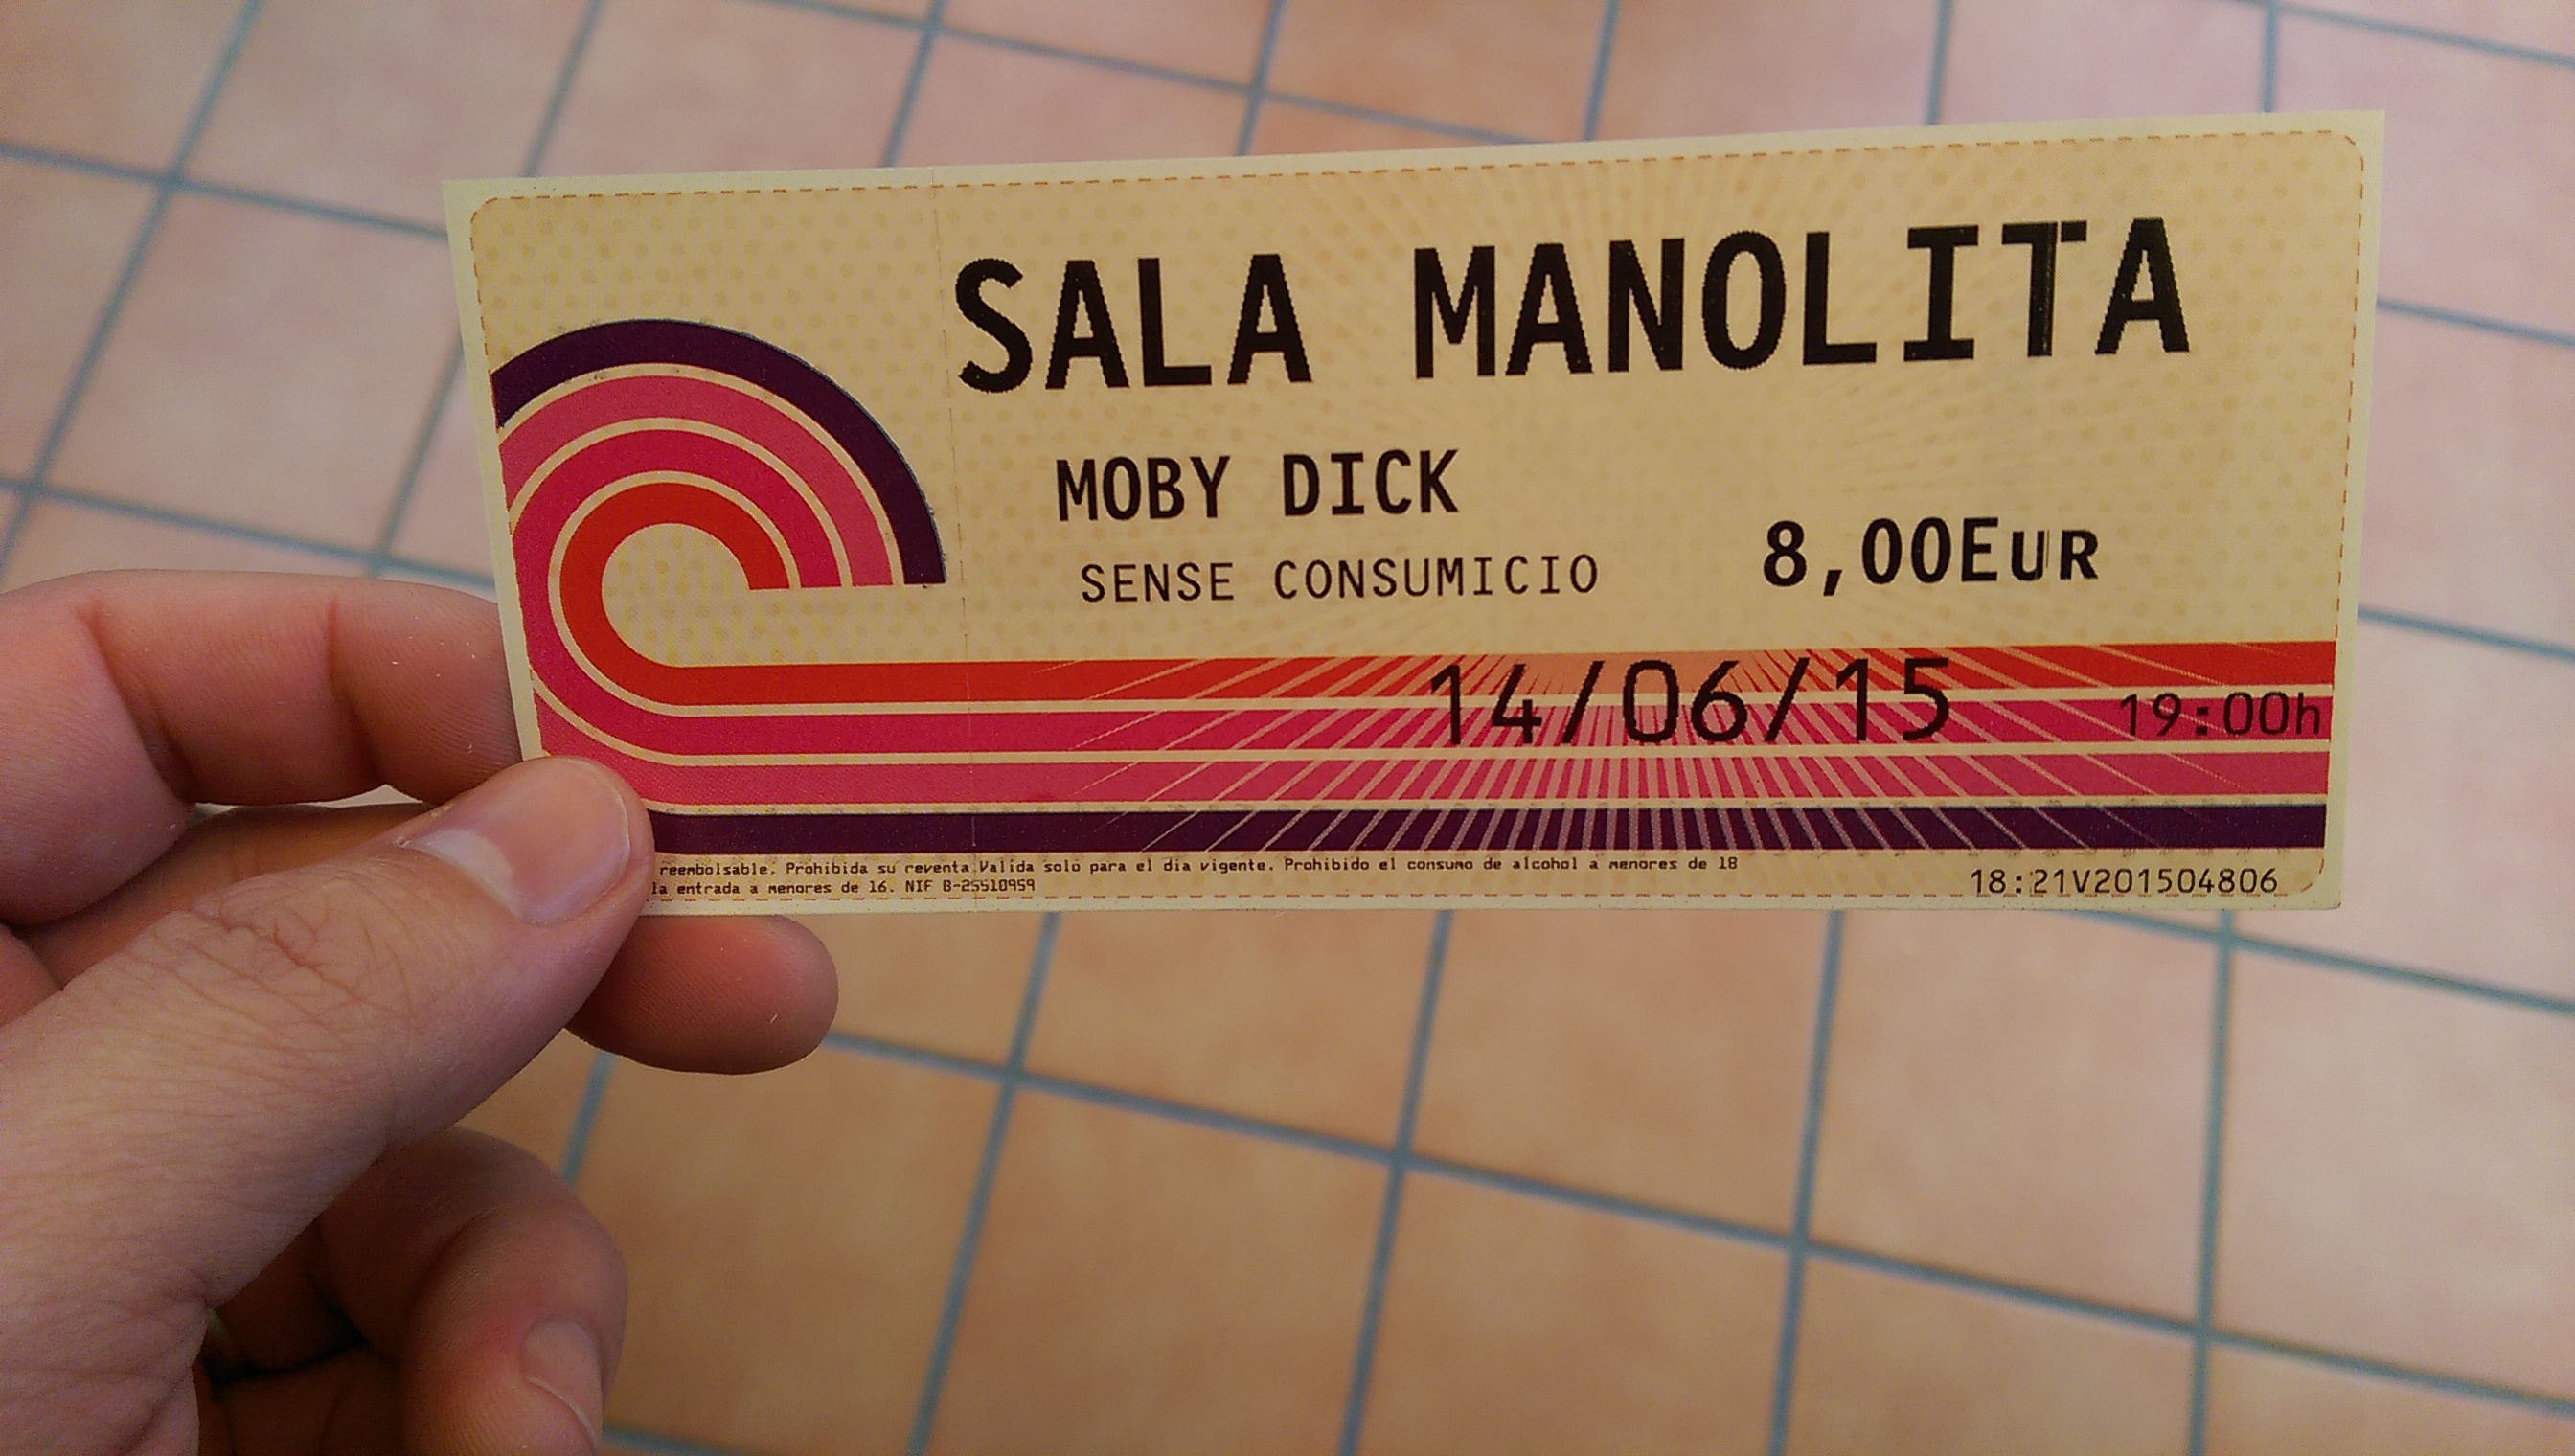 SALA MANOLITA
MOBY DICK
SENSE CONSUMICIO
8,00EUR
14/06/15
19:00h
reembolsable. Prohibida su reventa.Valida solo para el dia vigente. Prohibido el consumo de alcohol a menores de 18
la entrada a menores de 16. NIF B-25510959
18:21V201504806